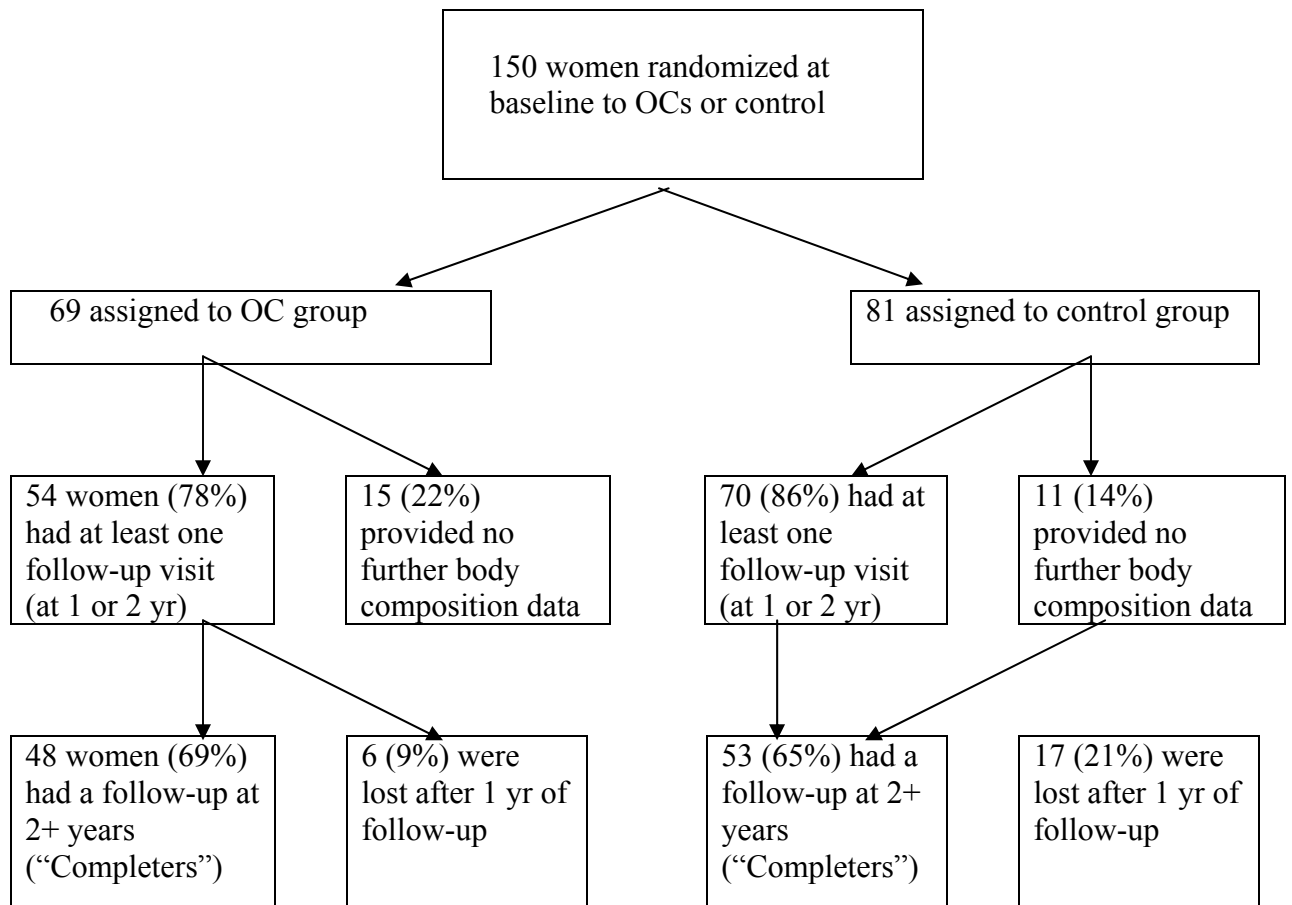 150 women randomized at
baseline to OCs or control
69 assigned to OC group
81 assigned to control group
54 women (78%)
had at least one
follow-up visit
(at 1 or 2 yr)
15 (22%)
provided no
further body
composition data
70 (86%) had at
least one
follow-up visit
(at 1 or 2 yr)
11 (14%)
provided no
further body
composition data
48 women (69%)
had a follow-up at
2+ years
(“Completers”)
6 (9%) were
lost after 1 yr of
follow-up
53 (65%) had a
follow-up at 2+
years
(“Completers”)
17 (21%) were
lost after 1 yr of
follow-up